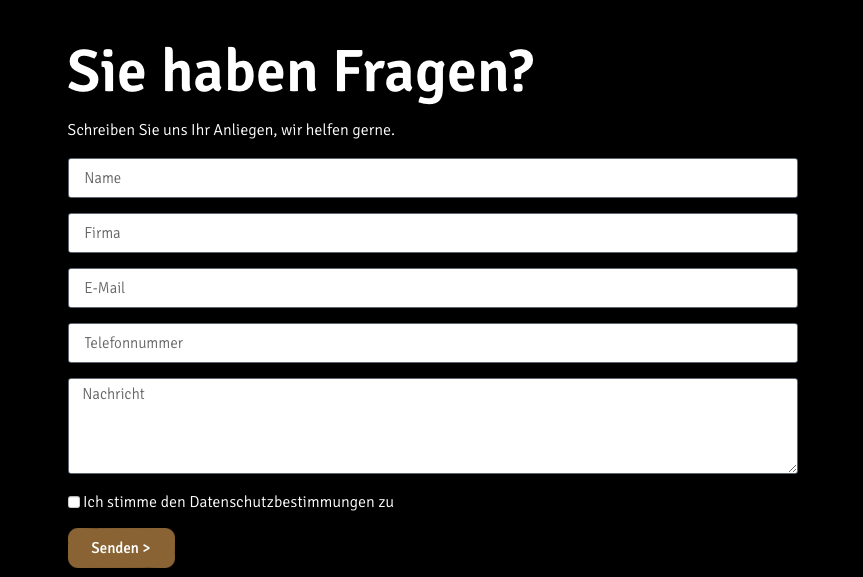 Sie haben Fragen?
Schreiben Sie uns Ihr Anliegen, wir helfen gerne.
Name
Firma
E-Mail
Telefonnummer
Nachricht
Ich stimme den Datenschutzbestimmungen zu
Senden >